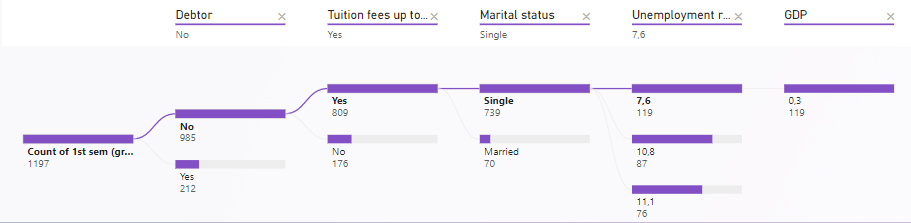 Debtor
No
Tuition fees up to...
Yes
Marital status
Single
Unemployment r...
7,6
GDP
Count of 1st sem (gr...
1197
No
985
Yes
212
Yes
809
No
176
Single
739
Married
70
7,6
119
10,8
87
11,1
76
0,3
119